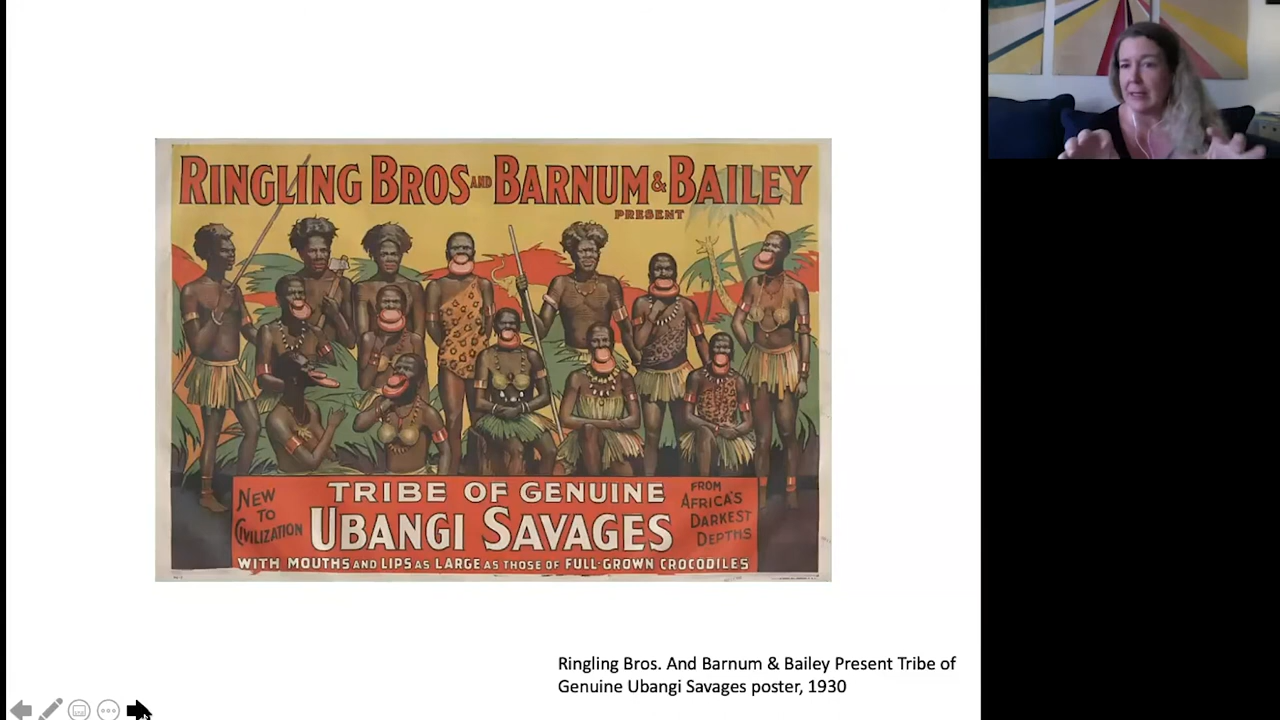 RINGLING BROS AND BARNUM & BAILEY
PRESENT
NEW
TO
CIVILIZATION
TRIBE OF GENUINE
UBANGI SAVAGES
FROM
AFRICA'S
DARKEST
DEPTHS
WITH MOUTHS AND LIPS AS LARGE AS THOSE OF FULL-GROWN CROCODILES
Ringling Bros. And Barnum & Bailey Present Tribe of
Genuine Ubangi Savages poster, 1930